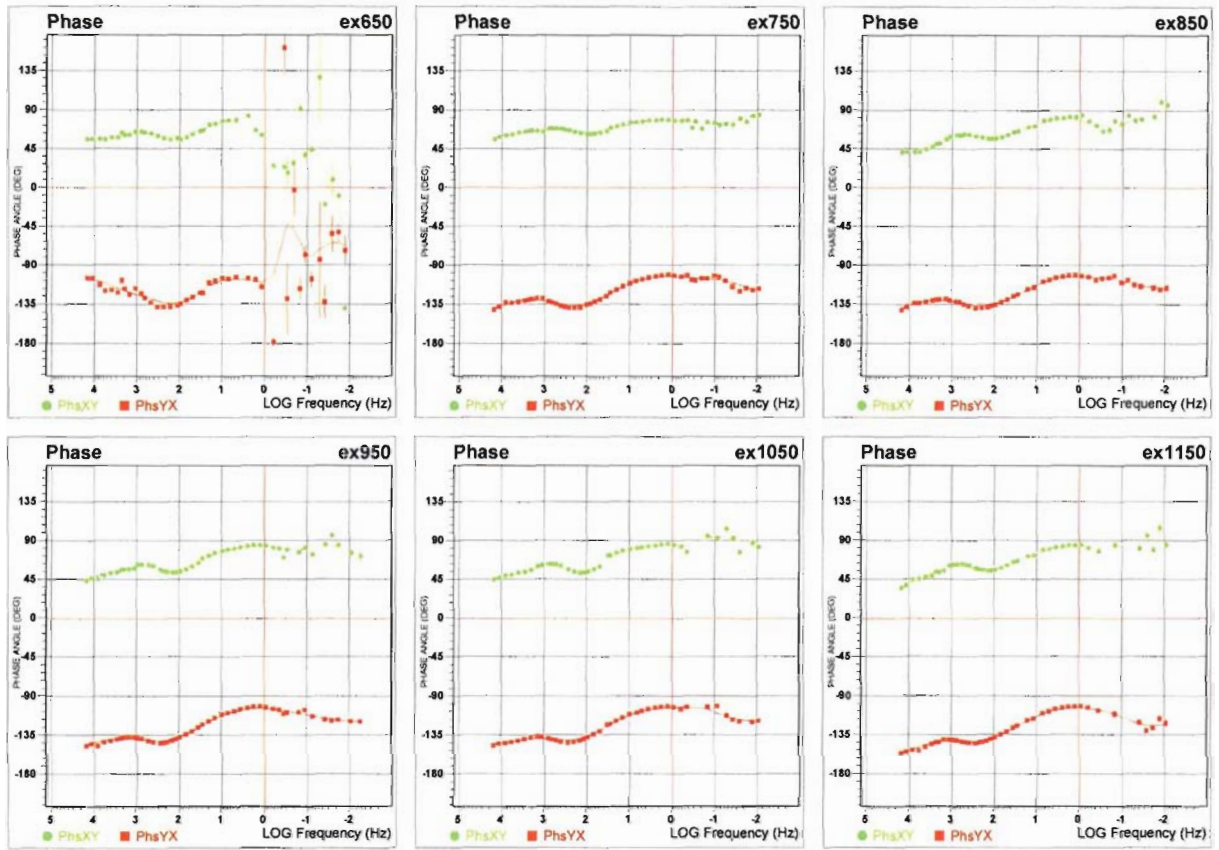 Phase ex650
135
90
45
0
-45
-90
-135
-180
PHASE ANGLE (DEG)
5 4 3 2 1 0 -1 -2
PhsXY PhsYX LOG Frequency (Hz)
Phase ex750
135
90
45
0
-45
-90
-135
-180
PHASE ANGLE (DEG)
5 4 3 2 1 0 -1 -2
PhsXY PhsYX LOG Frequency (Hz)
Phase ex850
135
90
45
0
-45
-90
-135
-180
PHASE ANGLE (DEG)
5 4 3 2 1 0 -1 -2
PhsXY PhsYX LOG Frequency (Hz)
Phase ex950
135
90
45
0
-45
-90
-135
-180
PHASE ANGLE (DEG)
5 4 3 2 1 0 -1 -2
PhsXY PhsYX LOG Frequency (Hz)
Phase ex1050
135
90
45
0
-45
-90
-135
-180
PHASE ANGLE (DEG)
5 4 3 2 1 0 -1 -2
PhsXY PhsYX LOG Frequency (Hz)
Phase ex1150
135
90
45
0
-45
-90
-135
-180
PHASE ANGLE (DEG)
5 4 3 2 1 0 -1 -2
PhsXY PhsYX LOG Frequency (Hz)